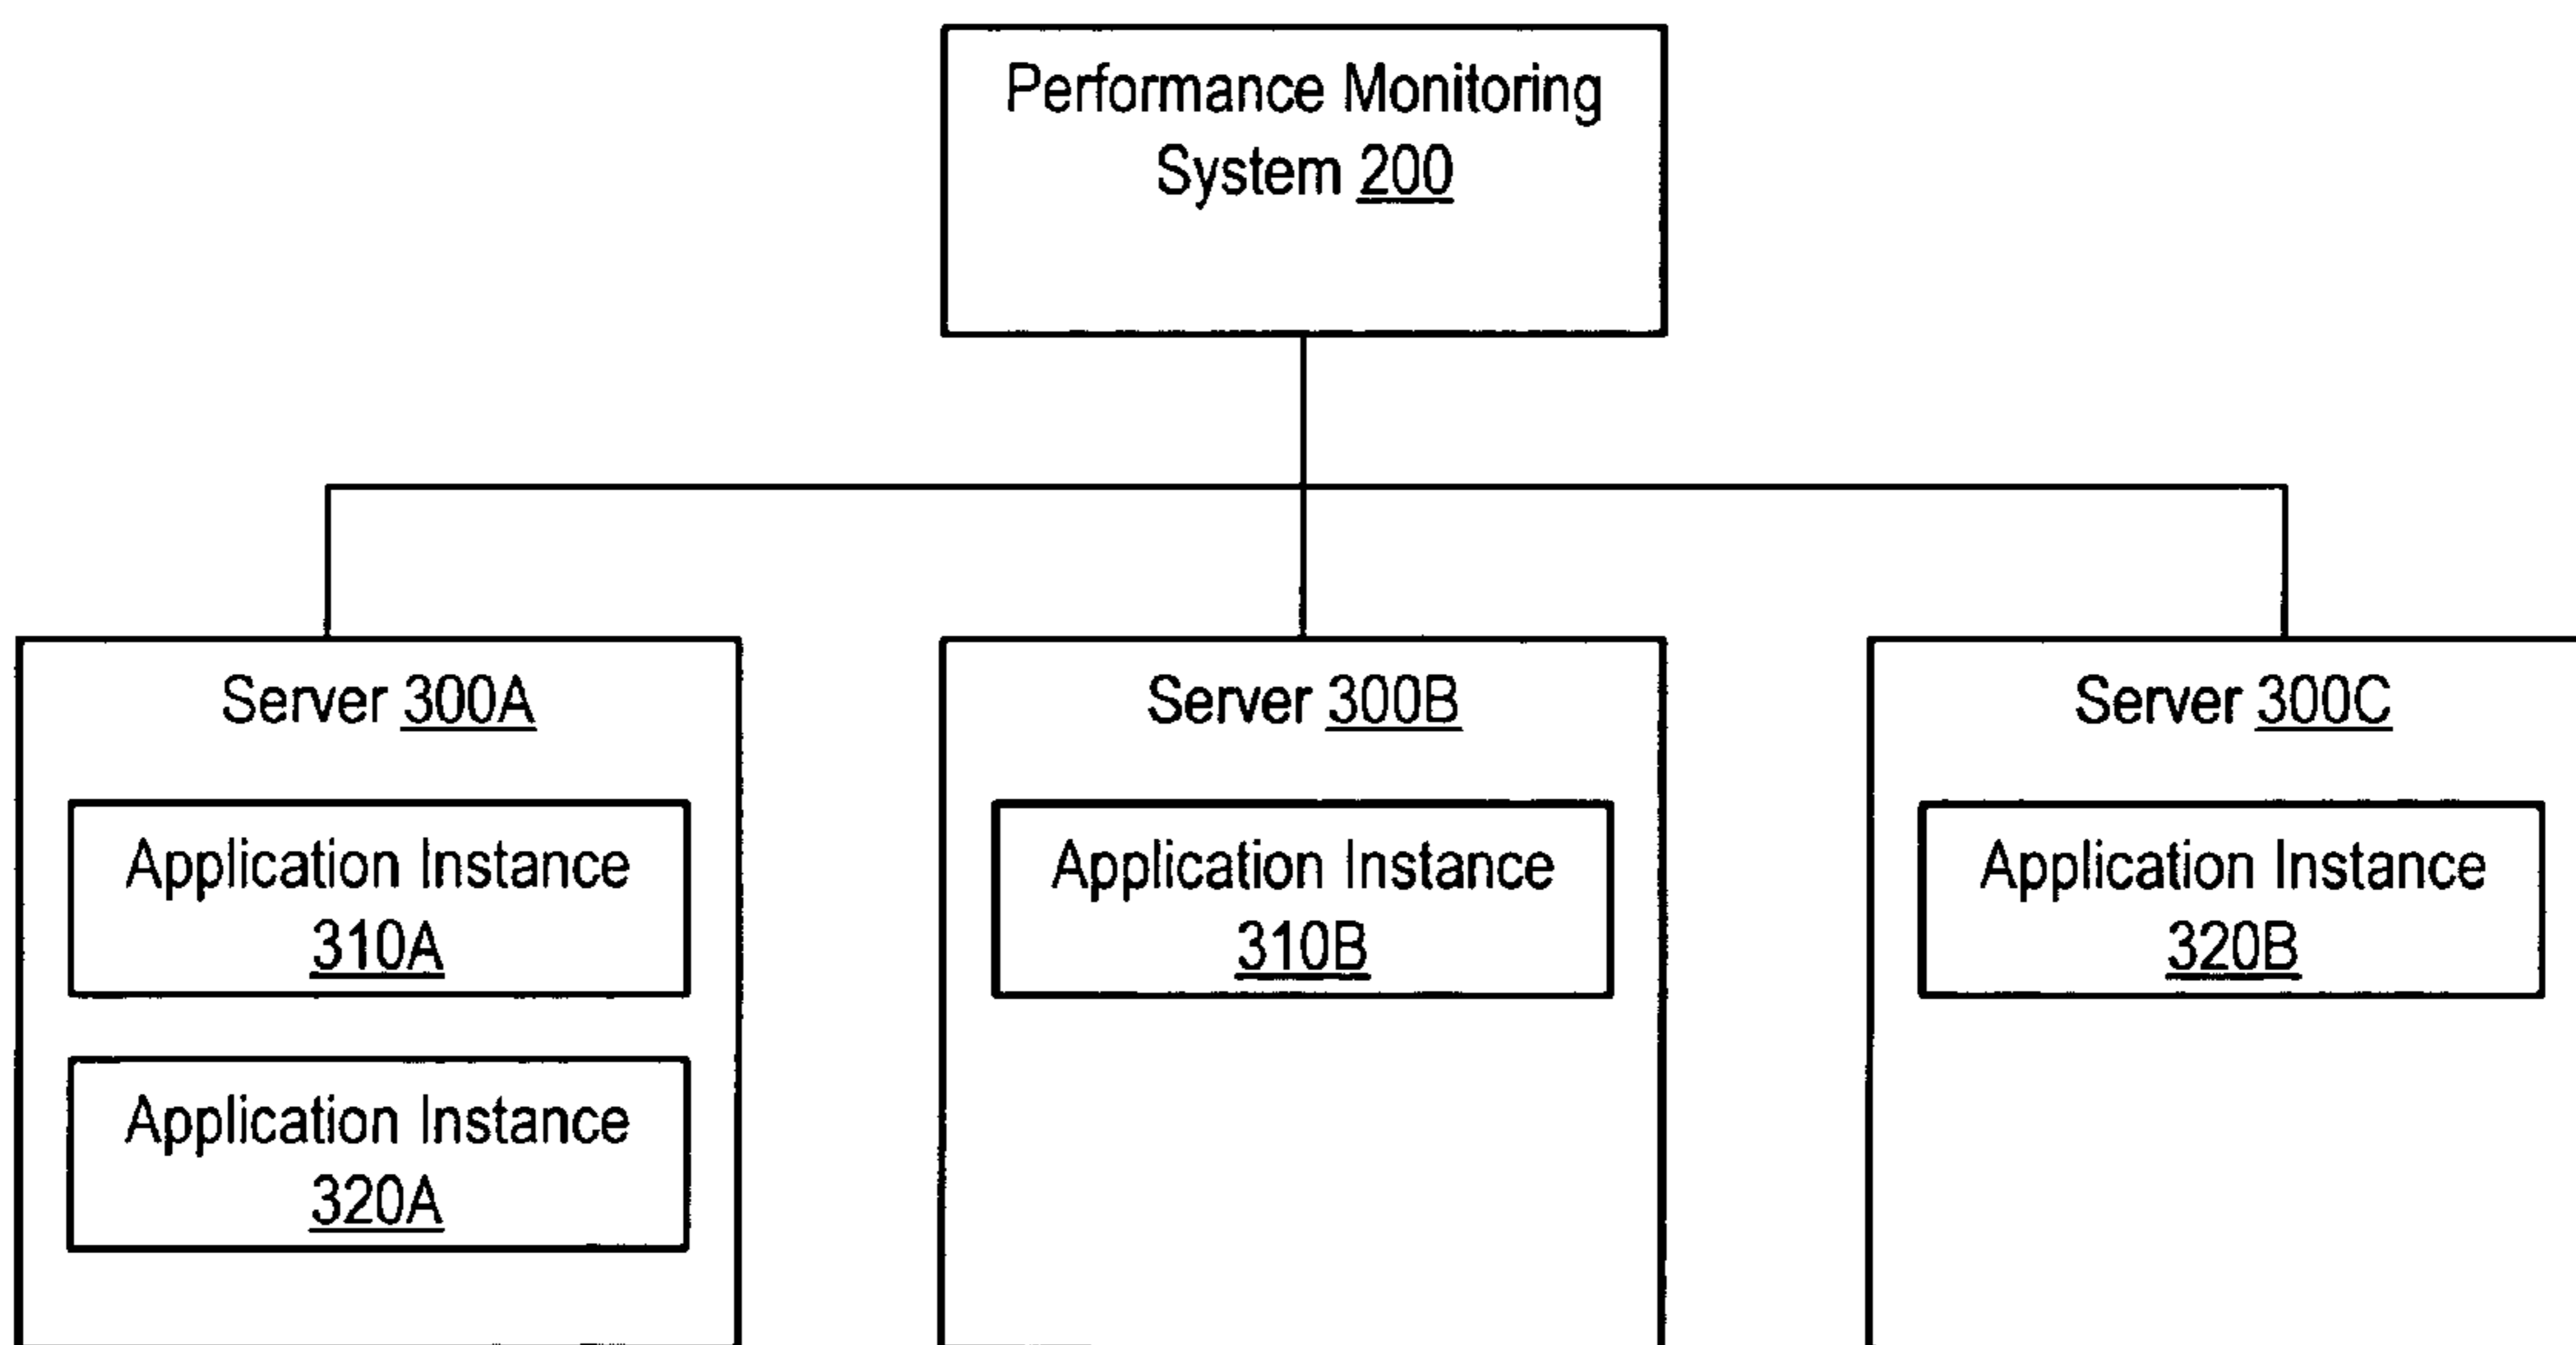 Performance Monitoring
System 200
Server 300A
Application Instance
310A
Application Instance
320A
Server 300B
Application Instance
310B
Server 300C
Application Instance
320B